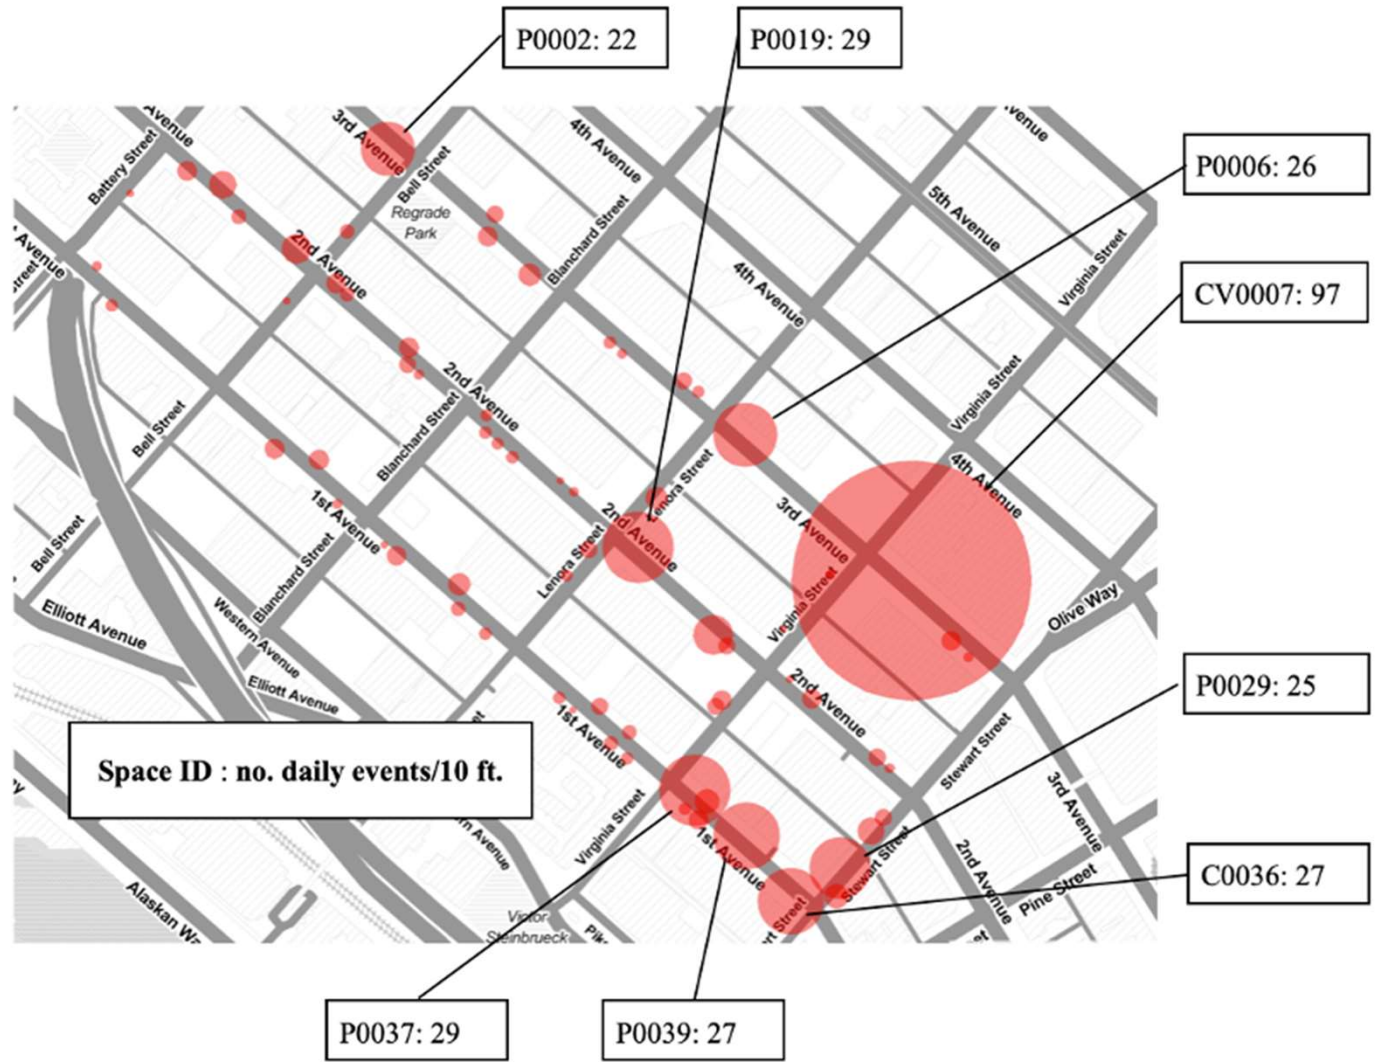 P0002: 22
P0019: 29
P0006: 26
CV0007: 97
P0029: 25
C0036: 27
P0037: 29
P0039: 27
Space ID : no. daily events/10 ft.
Avenue
3rd Avenue
4th Avenue
Battery Street
Bell Street
Regrade
Park
Blanchard Street
5th Avenue
Virginia Street
2nd Avenue
4th Avenue
Avenue
2nd Avenue
Virginia Street
Bell Street
Blanchard Street
Lenora Street
4th Avenue
1st Avenue
2nd Avenue
3rd Avenue
Bell Street
Blanchard Street
Lenora Street
Virginia Street
Olive Way
Elliott Avenue
Western Avenue
Elliott Avenue
1st Avenue
2nd Avenue
Stewart Street
3rd Avenue
Virginia Street
1st Avenue
Stewart Street
2nd Avenue
Pine Street
Alaskan Wa
Victor
Steinbrueck